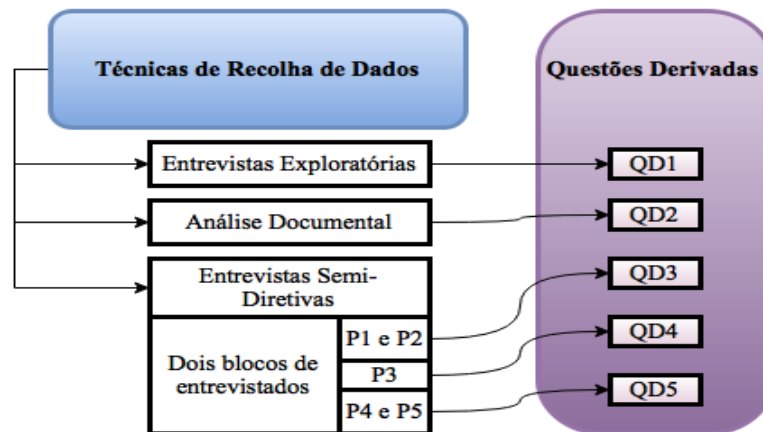 Técnicas de Recolha de Dados
Questões Derivadas
Entrevistas Exploratórias
QD1
Análise Documental
QD2
Entrevistas Semi-
Diretivas
QD3
Dois blocos de
entrevistados
P1 e P2
P3
QD4
P4 e P5
QD5